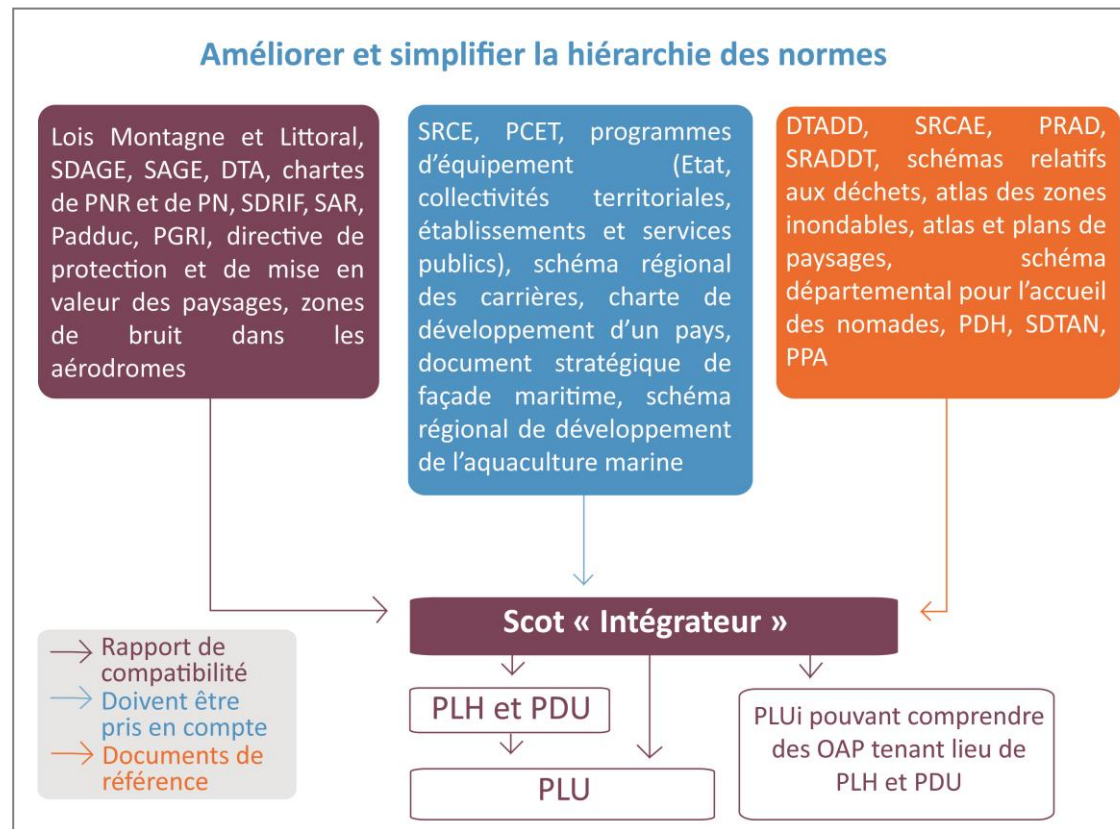 Améliorer et simplifier la hiérarchie des normes
Lois Montagne et Littoral,
SDAGE, SAGE, DTA, chartes
de PNR et de PN, SDRIF, SAR,
Padduc, PGRI, directive de
protection et de mise en
valeur des paysages, zones
de bruit dans les
aérodromes
SRCE, PCET, programmes
d’équipement (Etat,
collectivités territoriales,
établissements et services
publics), schéma régional
des carrières, charte de
développement d’un pays,
document stratégique de
façade maritime, schéma
régional de développement
de l’aquaculture marine
DTADD, SRCAE, PRAD,
SRADDT, schémas relatifs
aux déchets, atlas des zones
inondables, atlas et plans de
paysages, schéma
départemental pour l’accueil
des nomades, PDH, SDTAN,
PPA
Scot « Intégrateur »
Rapport de
compatibilité
Doivent être
pris en compte
Documents de
référence
PLH et PDU
PLU
PLUi pouvant comprendre
des OAP tenant lieu de
PLH et PDU